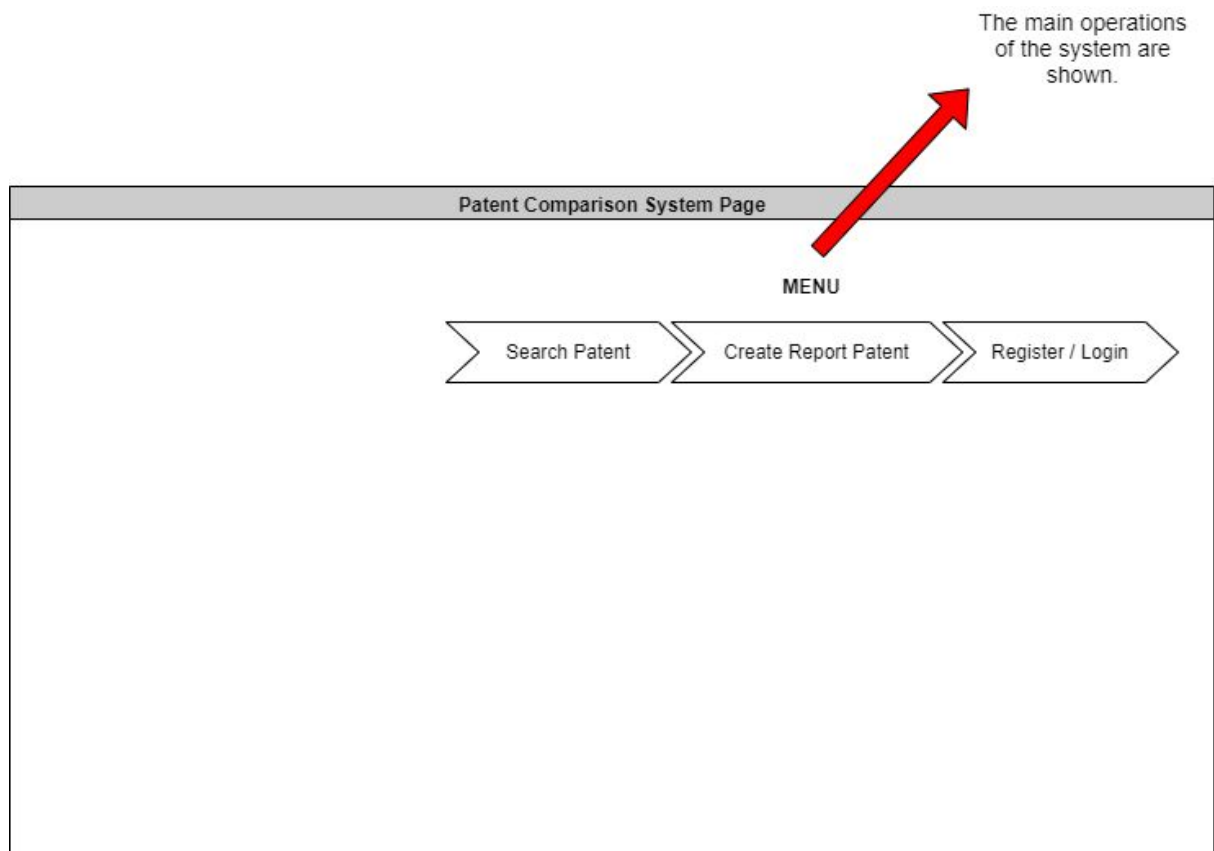 The main operations
of the system are
shown.
Patent Comparison System Page
MENU
Search Patent
Create Report Patent
Register / Login